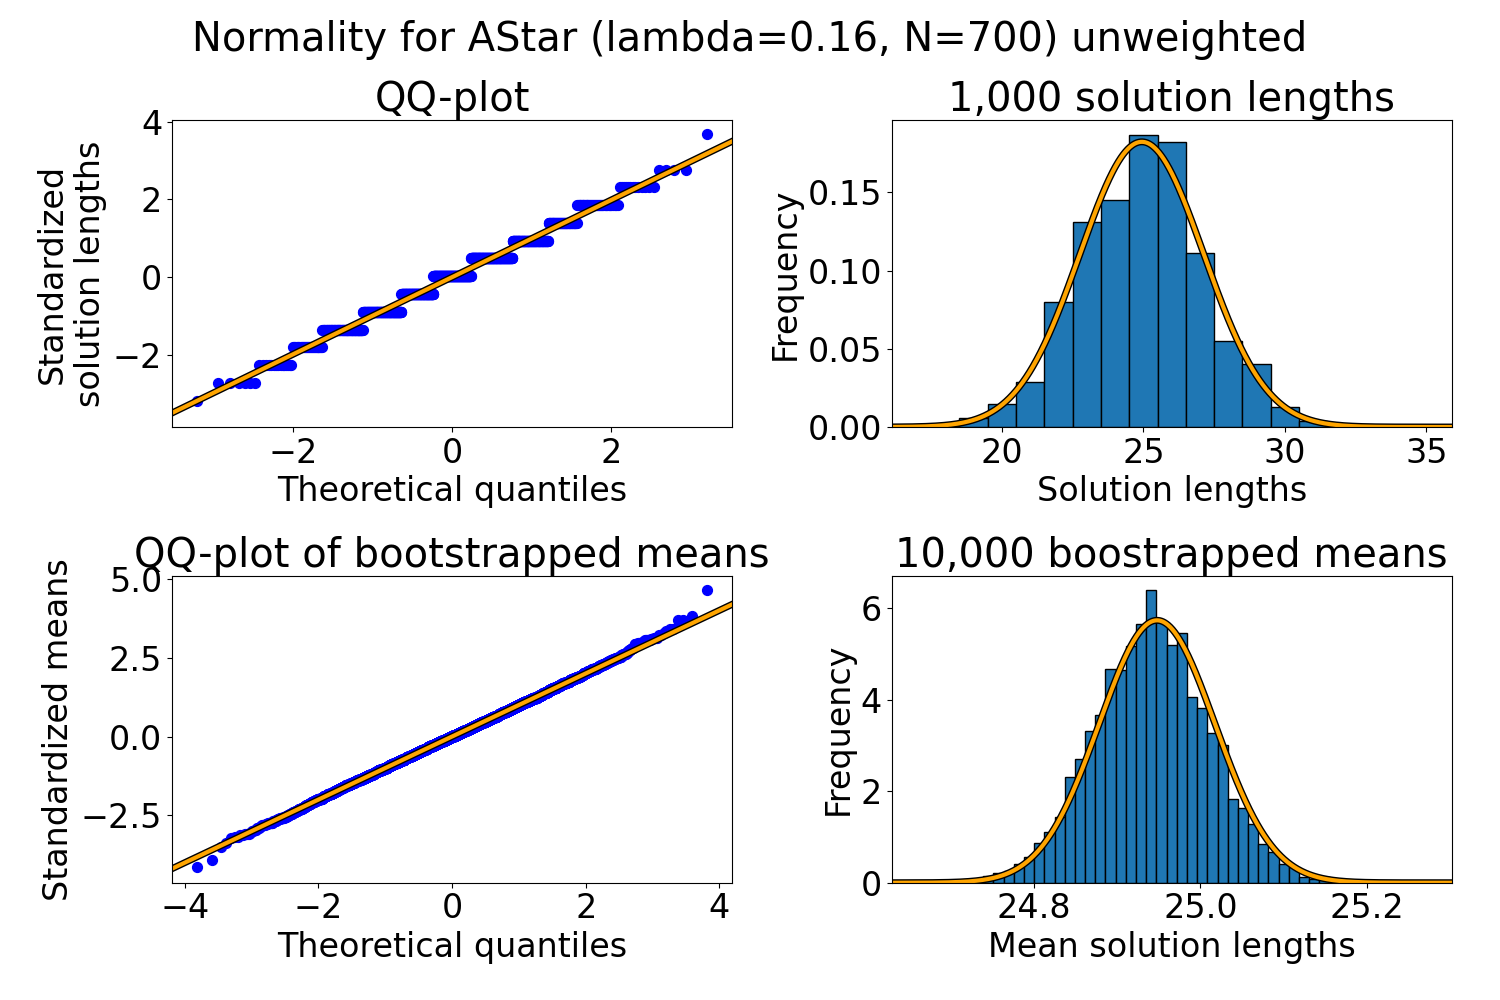 Normality for AStar (lambda=0.16, N=700) unweighted
QQ-plot
4
2
0
−2
Standardized
solution lengths
−2 0 2
Theoretical quantiles
1,000 solution lengths
0.15
0.10
0.05
0.00
Frequency
20 25 30 35
Solution lengths
QQ-plot of bootstrapped means
5.0
2.5
0.0
−2.5
Standardized means
−4 −2 0 2 4
Theoretical quantiles
10,000 boostrapped means
6
4
2
0
Frequency
24.8 25.0 25.2
Mean solution lengths